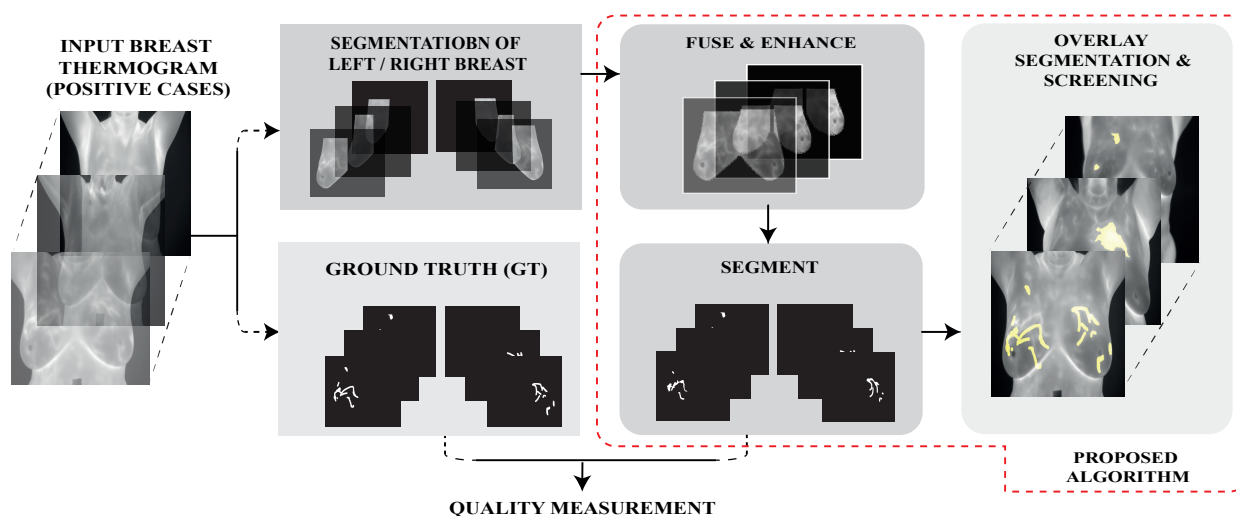 INPUT BREAST
THERMOGRAM
(POSITIVE CASES)
SEGMENTATIOBN OF
LEFT / RIGHT BREAST
FUSE & ENHANCE
OVERLAY
SEGMENTATION &
SCREENING
GROUND TRUTH (GT)
SEGMENT
PROPOSED
ALGORITHM
QUALITY MEASUREMENT